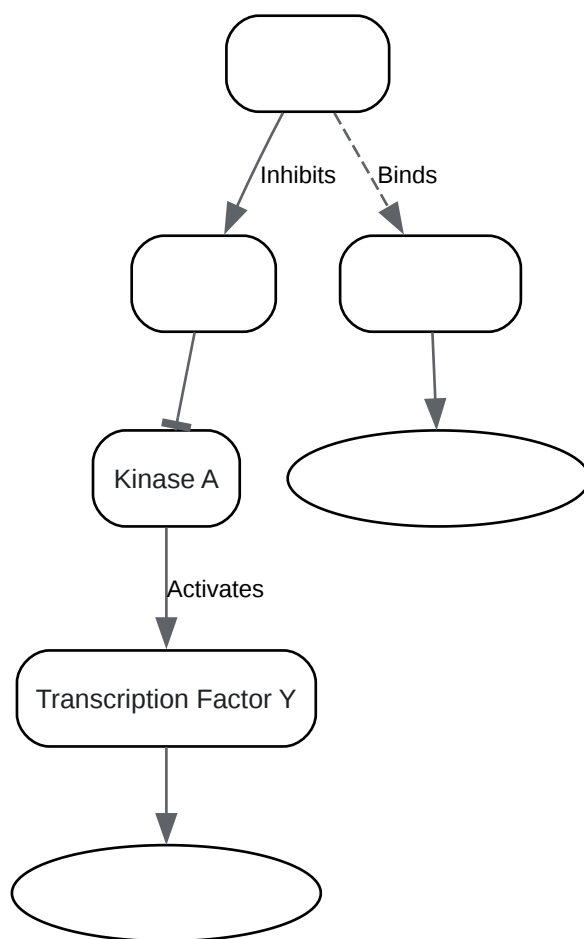 Inhibits
Binds
Kinase A
Activates
Transcription Factor Y